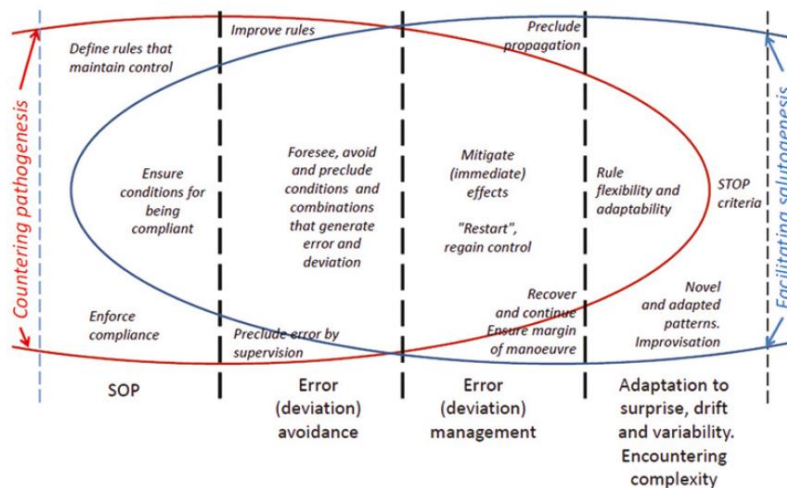 Countering pathogenesis
Define rules that
maintain control
Improve rules
Preclude
propagation
Facilitating salutogenesis
Ensure
conditions for
being
compliant
Foresee, avoid
and preclude
conditions and
combinations
that generate
error and
deviation
Mitigate
(immediate)
effects
"Restart",
regain control
Rule
flexibility and
adaptability
STOP
criteria
Enforce
compliance
Preclude error by
supervision
Recover
and continue
Ensure margin
of manoeuvre
Novel
and adapted
patterns.
Improvisation
SOP
Error
(deviation)
avoidance
Error
(deviation)
management
Adaptation to
surprise, drift
and variability.
Encountering
complexity